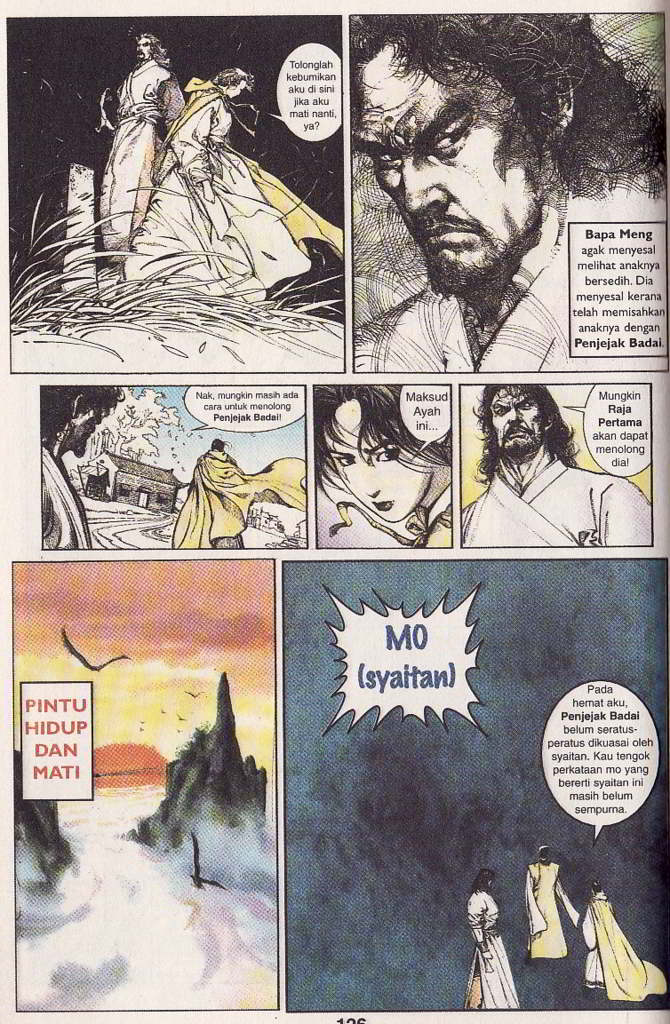 Tolonglah
kebumikan
aku di sini
jika aku
mati nanti,
ya?
Bapa Meng
agak menyesal
melihat anaknya
bersedih. Dia
menyesal kerana
telah memisahkan
anaknya dengan
Penjejak Badai.
Nak, mungkin masih ada
cara untuk menolong
Penjejak Badai!
Maksud
Ayah
ini...
Mungkin
Raja
Pertama
akan dapat
menolong
dia!
PINTU
HIDUP
DAN
MATI
MO
(syaitan)
Pada
hemat aku,
Penjejak Badai
belum seratus-
peratus dikuasai oleh
syaitan. Kau tengok
perkataan mo yang
bererti syaitan ini
masih belum
sempurna.
126